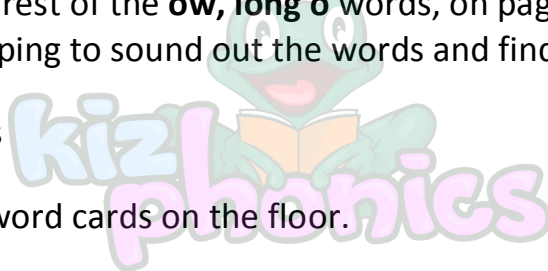 rest of the ow, long o words, on pag
ping to sound out the words and find
s
kiz
phonics
word cards on the floor.